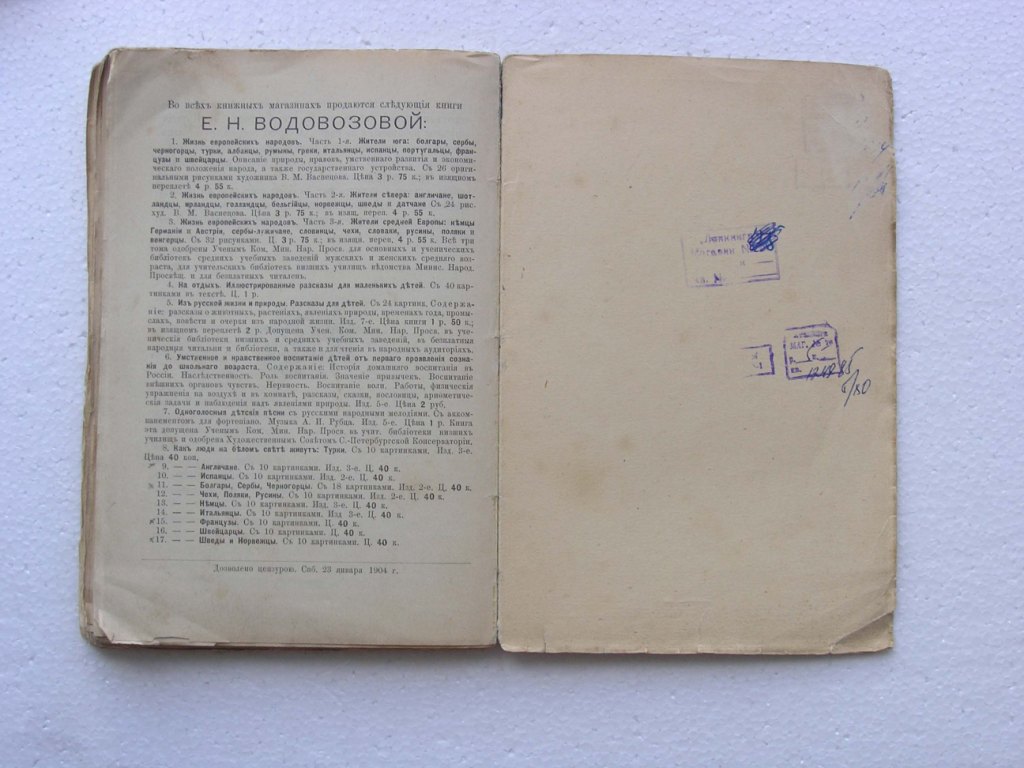 Во всѣхъ книжныхъ магазинахъ продаются слѣдующія книги
Е. Н. ВОДОВОЗОВОЙ:
1. Жизнь европейскихъ народовъ. Часть 1-я. Жители юга: болгары, сербы,
черногорцы, турки, албанцы, румыны, греки, итальянцы, испанцы, португальцы, фран-
цузы и швейцарцы. Описаніе природы, нравовъ, умственнаго развитія и экономи-
ческаго положенія народа, а также государственнаго устройства. Съ 26 ориги-
нальными рисунками художника В. М. Васнецова. Цѣна 3 р. 75 к.; въ изящномъ
переплетѣ 4 р. 55 к.
2. Жизнь европейскихъ народовъ. Часть 2-я. Жители сѣвера: англичане, шот-
ландцы, ирландцы, голландцы, бельгійцы, норвежцы, шведы и датчане Съ 24 рис.
худ. В. М. Васнецова. Цѣна 3 р. 75 к.; въ изящ. переп. 4 р. 55 к.
3. Жизнь европейскихъ народовъ. Часть 3-я. Жители средней Европы: нѣмцы
Германіи и Австріи, сербы-лужичане, словинцы, чехи, словаки, русины, поляки и
венгерцы. Съ 32 рисунками. Ц. 3 р. 75 к.; въ изящн. переп. 4 р. 55 к. Всѣ три
тома одобрены Ученымъ Ком. Мин. Нар. Просв. для основныхъ и ученическихъ
библіотекъ среднихъ учебныхъ заведеній мужскихъ и женскихъ средняго воз-
раста, для учительскихъ библіотекъ низшихъ училищъ вѣдомства Минис. Народ.
Просвѣщ. и для безплатныхъ читаленъ.
4. На отдыхъ. Иллюстрированные разсказы для маленькихъ дѣтей. Съ 40 кар-
тинками въ текстѣ. Ц. 1 р.
5. Изъ русской жизни и природы. Разсказы для дѣтей. Съ 24 картинк. Содержа-
ніе: разсказы о животныхъ, растеніяхъ, явленіяхъ природы, временахъ года, промы-
слахъ, повѣсти и очерки изъ народной жизни. Изд. 7-е. Цѣна книги 1 р. 50 к.;
въ изящномъ переплетѣ 2 р. Допущена Учен. Ком. Мин. Нар. Просв. въ уче-
ническія библіотеки низшихъ и среднихъ учебныхъ заведеній, въ безплатныя
народныя читальни и библіотеки, а также и для чтенія въ народныхъ аудиторіяхъ.
6. Умственное и нравственное воспитаніе дѣтей отъ перваго проявленія созна-
нія до школьнаго возраста. Содержаніе: Исторія домашняго воспитанія въ
Россіи. Наслѣдственность. Роль воспитанія. Значеніе привычекъ. Воспитаніе
внѣшнихъ органовъ чувствъ. Нервность. Воспитаніе воли. Работы, физическія
упражненія на воздухѣ и въ комнатѣ, разсказы, сказки, пословицы, ариѳметиче-
скія задачи и наблюденія надъ явленіями природы. Изд. 5-е. Цѣна 2 руб.
7. Одноголосныя дѣтскія пѣсни съ русскими народными мелодіями. Съ акком-
панементомъ для фортопіано. Музыка А. И. Рубца. Изд. 5-е. Цѣна 1 р. Книга
эта допущена Ученымъ Ком. Мин. Нар. Просв. въ учит. библіотеки низшихъ
училищъ и одобрена Художественнымъ Совѣтомъ С.-Петербургской Консерваторіи.
8. Какъ люди на бѣломъ свѣтѣ живутъ: Турки. Съ 10 картинками. Изд. 3-е.
Цѣна 40 коп.
9. — — Англичане. Съ 10 картинками. Изд. 3-е. Ц. 40 к.
10. — — Испанцы. Съ 10 картинками. Изд. 2-е. Ц. 40 к.
11. — — Болгары, Сербы, Черногорцы. Съ 18 картинками. Изд. 2-е. Ц. 40 к.
12. — — Чехи, Поляки, Русины. Съ 10 картинками. Изд. 2-е. Ц. 40 к.
13. — — Нѣмцы. Съ 10 картинками. Изд. 3-е. Ц. 40 к.
14. — — Итальянцы. Съ 10 картинками. Изд 3-е. Ц. 40 к.
15. — — Французы. Съ 10 картинками. Ц. 40 к.
16. — — Швейцарцы. Съ 10 картинками. Ц. 40 к.
17. — — Шведы и Норвежцы. Съ 10 картинками. Ц. 40 к.
Дозволено цензурою. Спб. 23 января 1904 г.
МАГ.